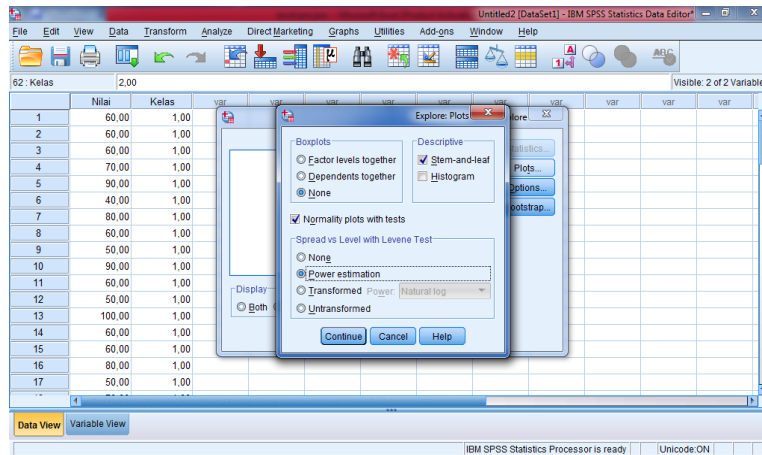 Untitled2 [DataSet1] - IBM SPSS Statistics Data Editor*
File Edit View Data Transform Analyze Direct Marketing Graphs Utilities Add-ons Window Help
62 : Kelas 2,00 Visible: 2 of 2 Variable
Nilai Kelas var var var var var var var var var
1 60,00 1,00
2 60,00 1,00
3 60,00 1,00
4 70,00 1,00
5 90,00 1,00
6 40,00 1,00
7 80,00 1,00
8 60,00 1,00
9 50,00 1,00
10 90,00 1,00
11 60,00 1,00
12 50,00 1,00
13 100,00 1,00
14 60,00 1,00
15 60,00 1,00
16 80,00 1,00
17 50,00 1,00
Explore: Plots
Boxplots
Factor levels together
Dependents together
None
Descriptive
Stem-and-leaf
Histogram
Normality plots with tests
Spread vs Level with Levene Test
None
Power estimation
Transformed Power: Natural log
Untransformed
Continue Cancel Help
lore
tatistics...
Plots...
Options...
ootstrap...
Display
Both
Data View Variable View
IBM SPSS Statistics Processor is ready Unicode:ON